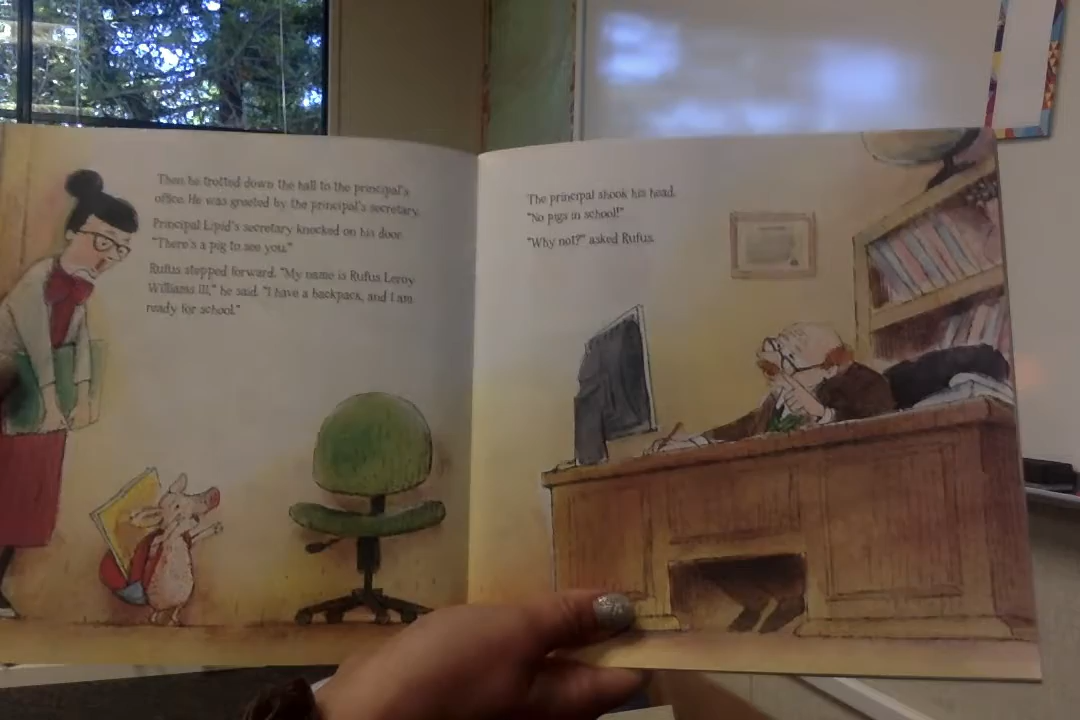 Then he trotted down the hall to the principal's
office. He was greeted by the principal's secretary.
Principal Lipid's secretary knocked on his door.
"There's a pig to see you."
Rufus stepped forward. "My name is Rufus Leroy
Williams III," he said. "I have a backpack, and I am
ready for school."
The principal shook his head.
"No pigs in school!"
"Why not?" asked Rufus.